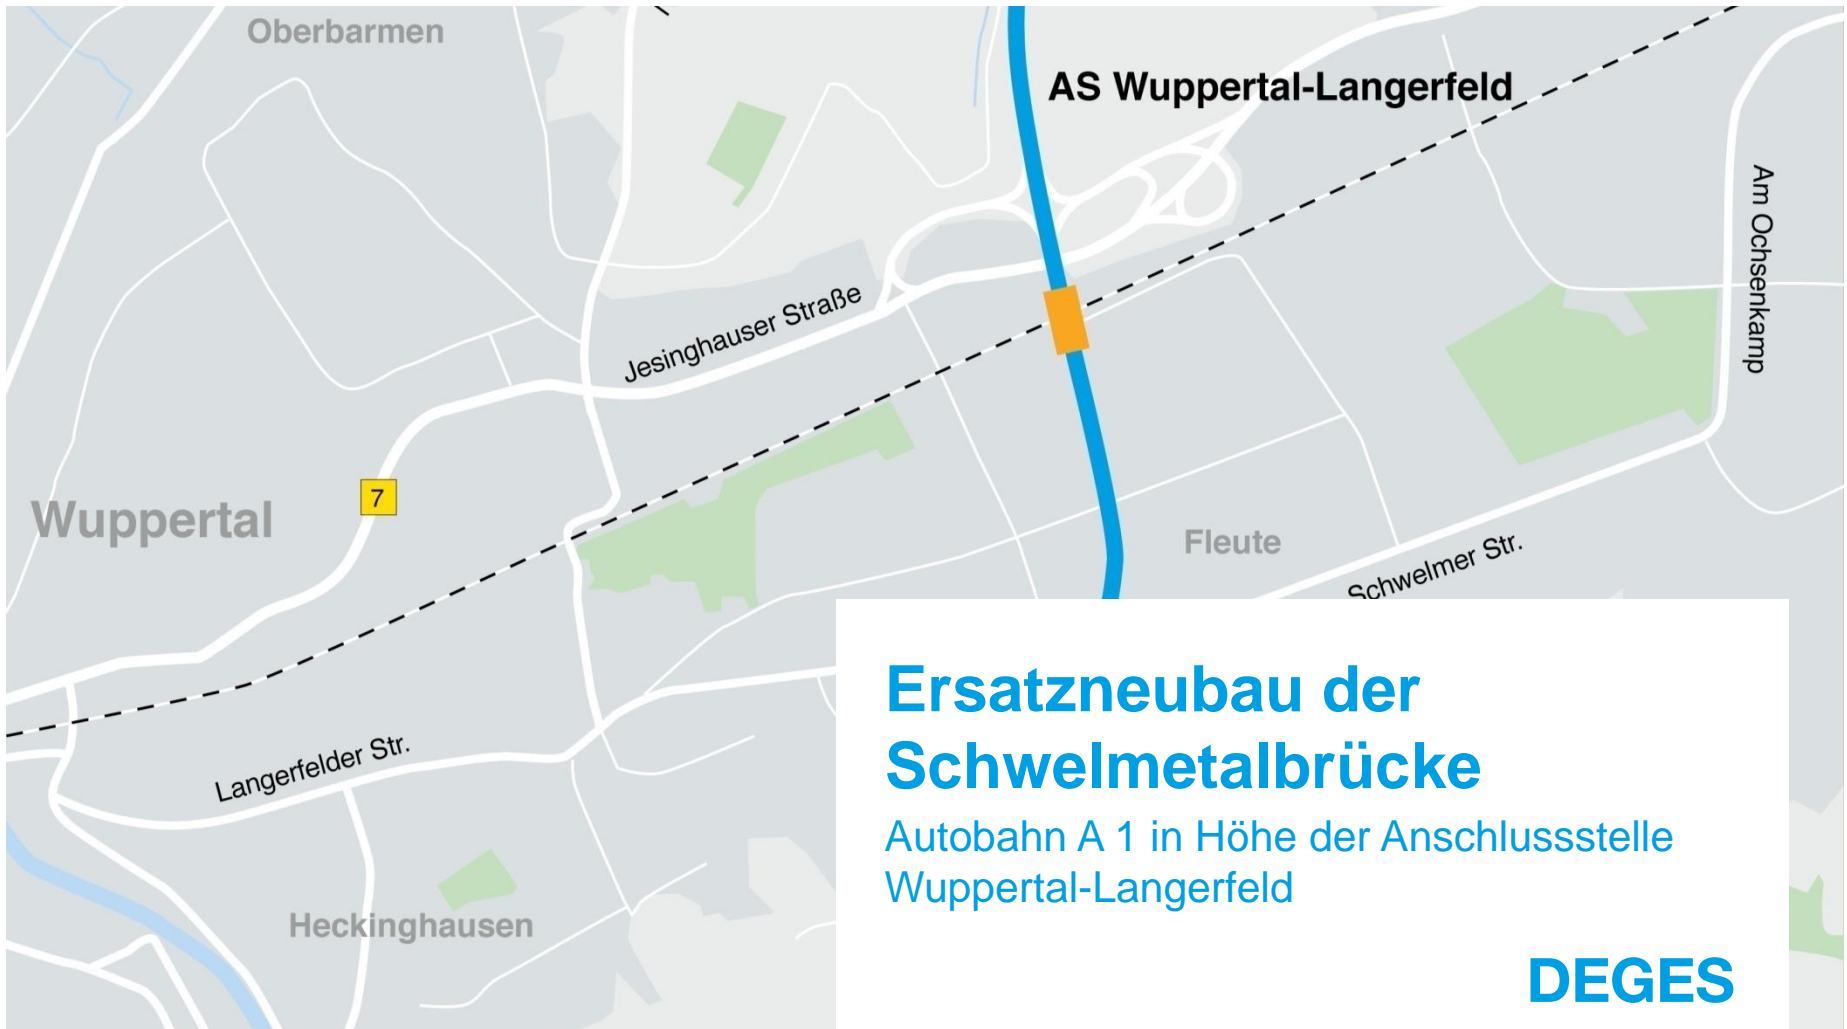 Oberbarmen
AS Wuppertal-Langerfeld
Am Ochsenkamp
Jesinghauser Straße
7
Wuppertal
Fleute
Schwelmer Str.
Langerfelder Str.
Heckinghausen
Ersatzneubau der
Schwelmetalbrücke
Autobahn A 1 in Höhe der Anschlussstelle
Wuppertal-Langerfeld
DEGES